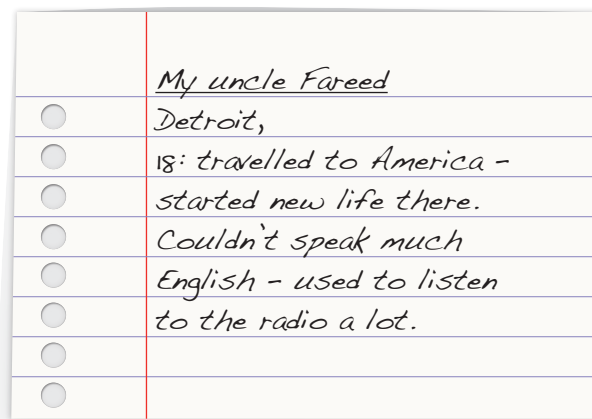 My uncle Fareed
Detroit,
18: travelled to America -
started new life there.
Couldn't speak much
English - used to listen
to the radio a lot.